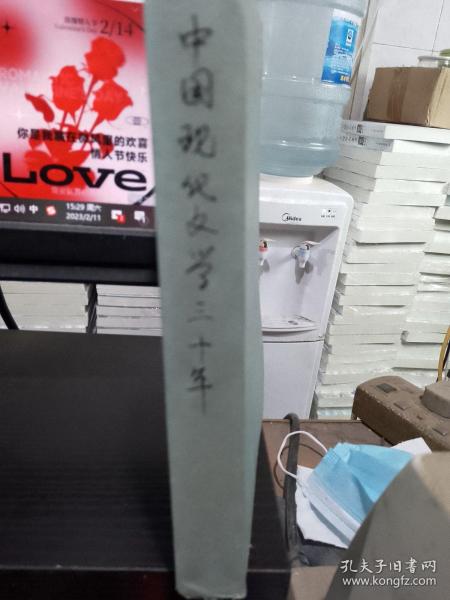 2/14
你是我藏在心里的欢喜
情人节快乐
Love
中
15:29 周六
2023/2/11
中国现代文学三十年
Midea
孔夫子旧书网
www.kongfz.com